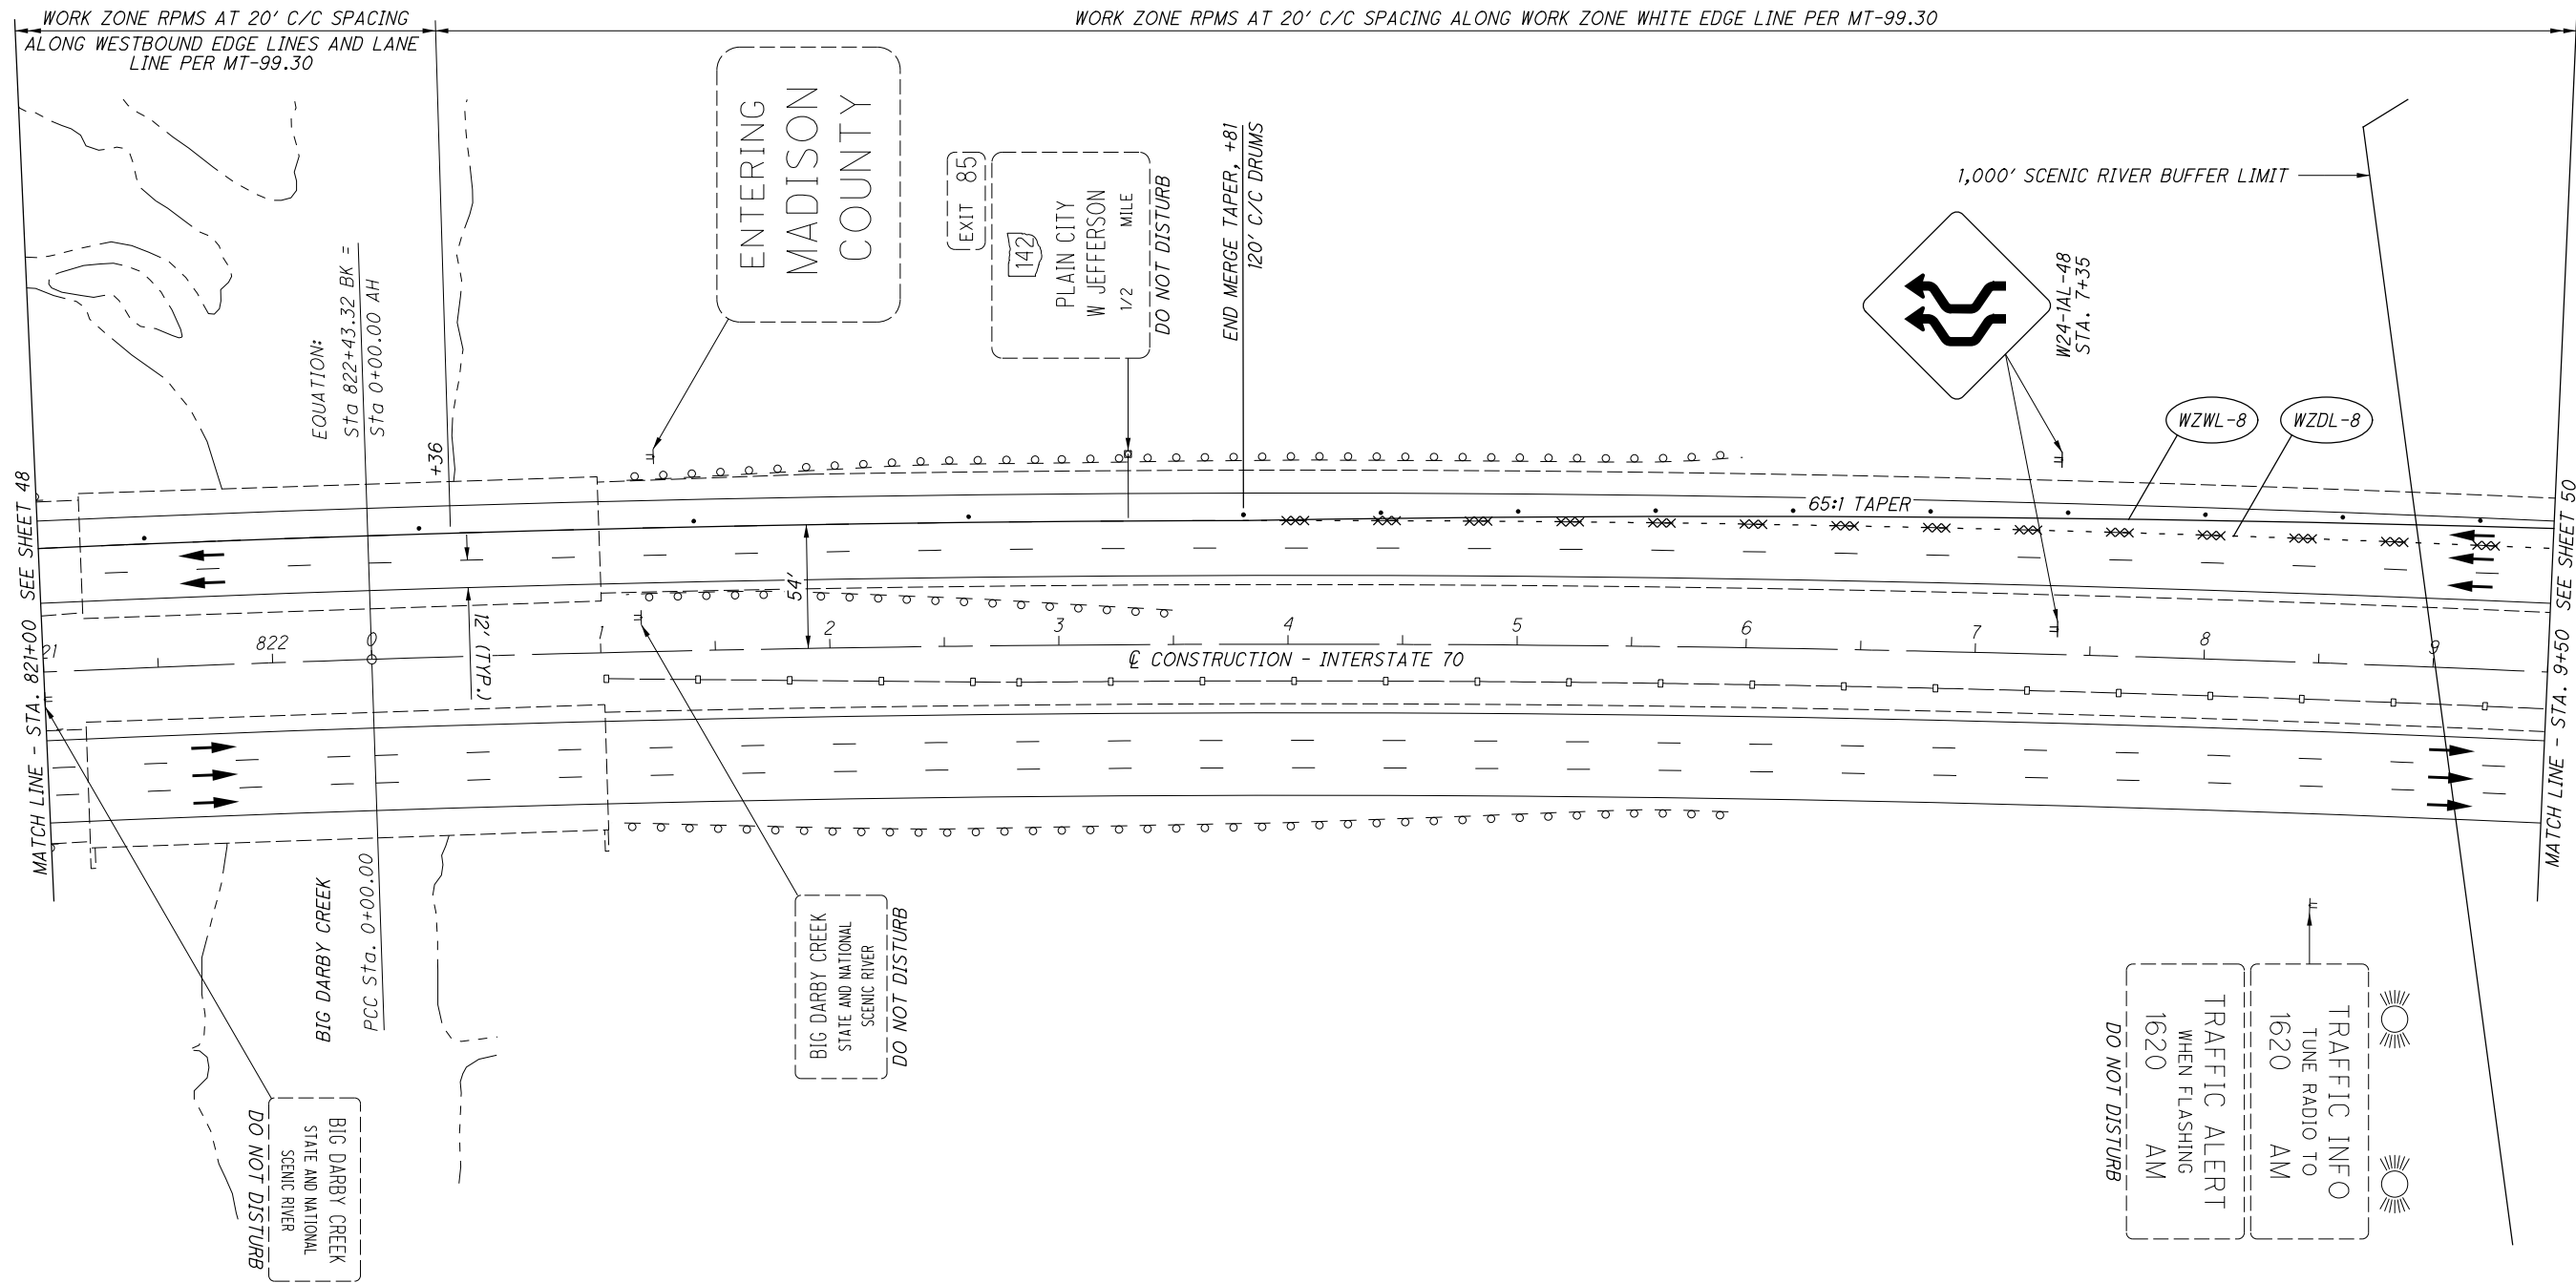 WORK ZONE RPMS AT 20' C/C SPACING
ALONG WESTBOUND EDGE LINES AND LANE
LINE PER MT-99.30
WORK ZONE RPMS AT 20' C/C SPACING ALONG WORK ZONE WHITE EDGE LINE PER MT-99.30
ENTERING
MADISON
COUNTY
EXIT 85
142
PLAIN CITY
W JEFFERSON
1/2 MILE
DO NOT DISTURB
END MERGE TAPER, +81
120' C/C DRUMS
1,000' SCENIC RIVER BUFFER LIMIT
W24-1AL-48
STA. 7+35
WZWL-8
WZDL-8
EQUATION:
Sta 822+43.32 BK =
Sta 0+00.00 AH
+36
65:1 TAPER
MATCH LINE - STA. 821+00 SEE SHEET 48
MATCH LINE - STA. 9+50 SEE SHEET 50
54'
12' (TYP.)
21
822
0
1
2
3
4
5
6
7
8
9
℄ CONSTRUCTION - INTERSTATE 70
BIG DARBY CREEK
PCC Sta. 0+00.00
BIG DARBY CREEK
STATE AND NATIONAL
SCENIC RIVER
DO NOT DISTURB
BIG DARBY CREEK
STATE AND NATIONAL
SCENIC RIVER
DO NOT DISTURB
TRAFFIC INFO
TUNE RADIO TO
1620 AM
TRAFFIC ALERT
WHEN FLASHING
1620 AM
DO NOT DISTURB